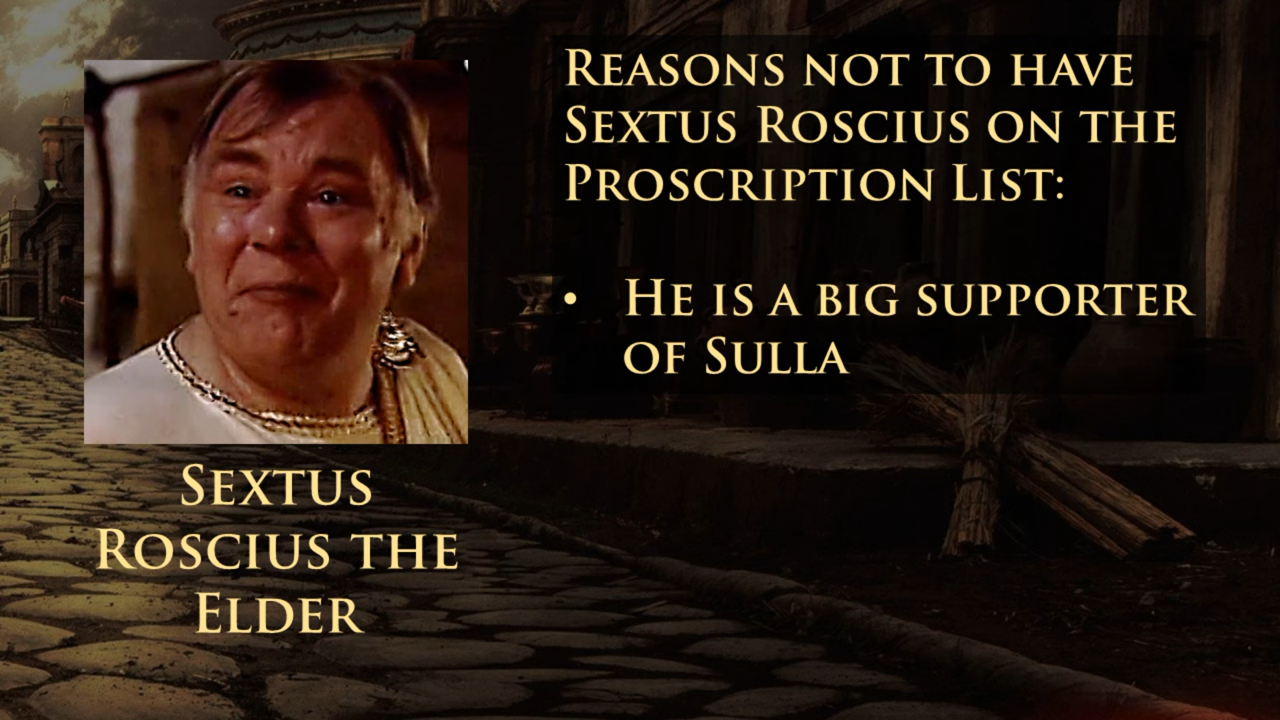 Reasons not to have
Sextus Roscius on the
Proscription List:
• He is a big supporter
of Sulla
Sextus
Roscius the
Elder